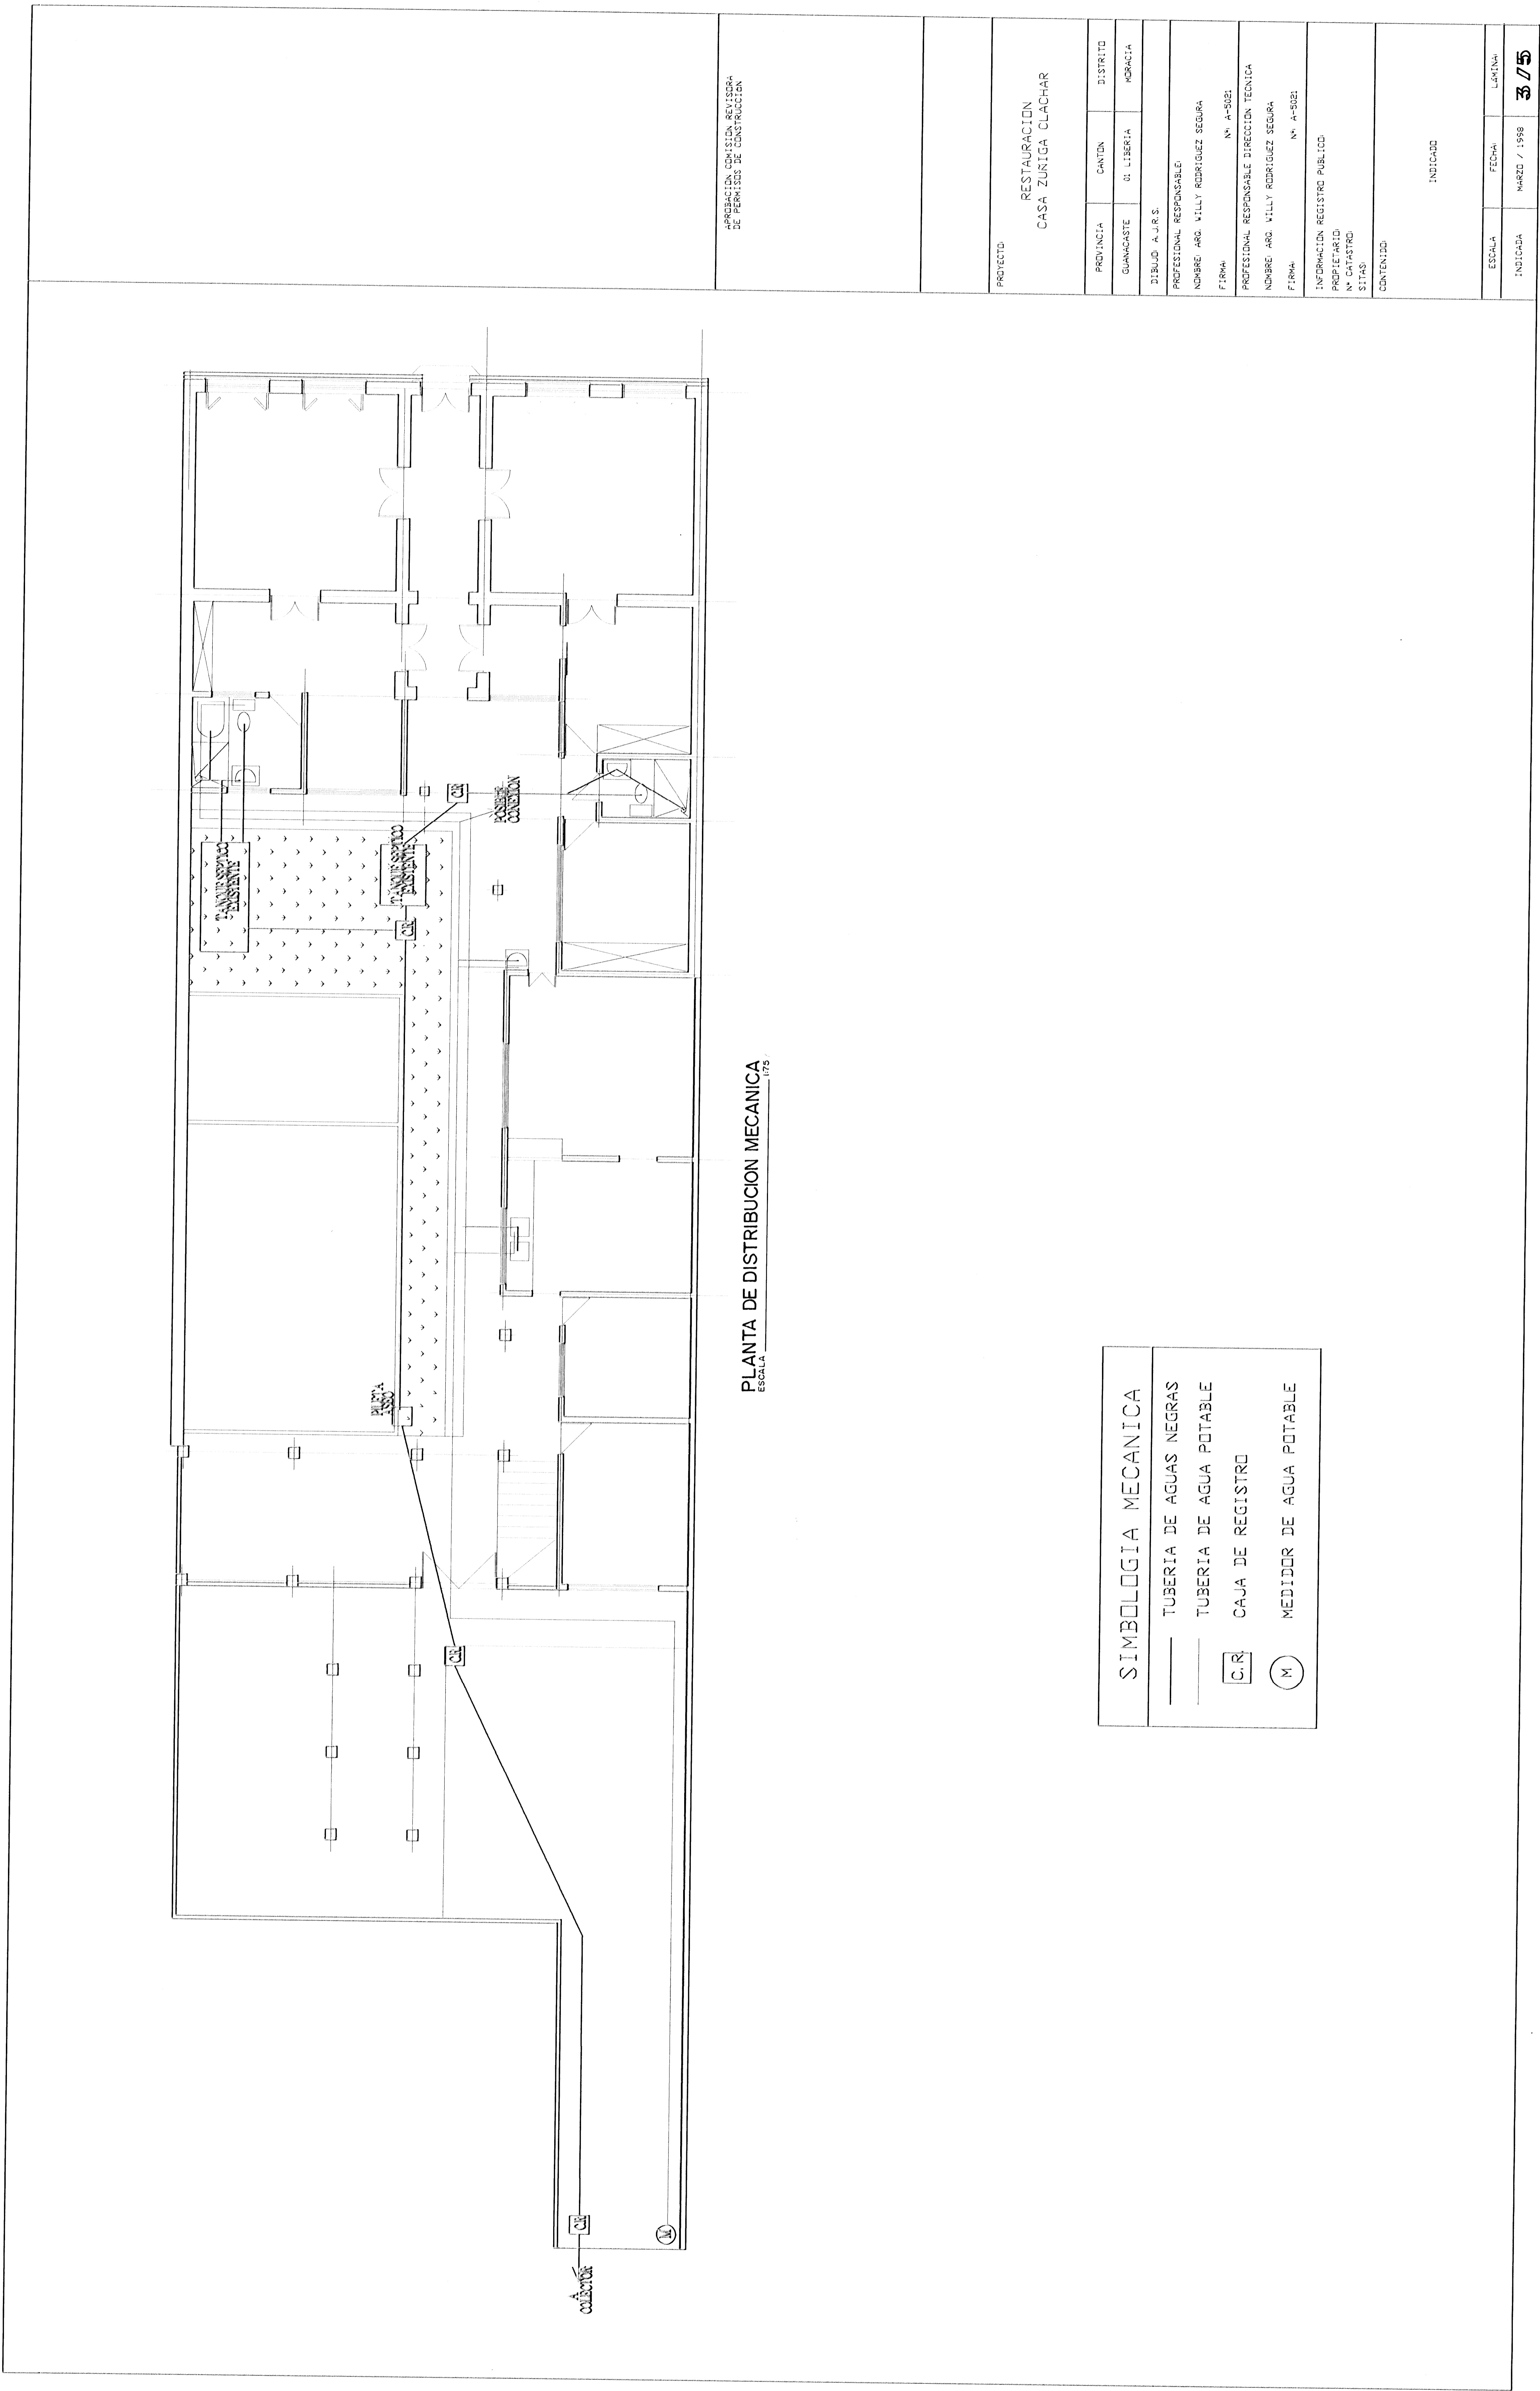 APROBACION COMISION REVISORA
DE PERMISOS DE CONSTRUCCION
PROYECTO:
RESTAURACION
CASA ZUÑIGA CLACHAR
PROVINCIA
CANTON
DISTRITO
GUANACASTE
01 LIBERIA
MORACIA
DIBUJO: A.J.R.S.
PROFESIONAL RESPONSABLE:
NOMBRE: ARQ. WILLY RODRIGUEZ SEGURA
FIRMA: Nº: A-5021
PROFESIONAL RESPONSABLE DIRECCION TECNICA
NOMBRE: ARQ. WILLY RODRIGUEZ SEGURA
FIRMA: Nº: A-5021
INFORMACION REGISTRO PUBLICO:
PROPIETARIO:
Nº CATASTRO:
SITAS:
CONTENIDO:
INDICADO
ESCALA
FECHA:
LAMINA:
INDICADA
MARZO / 1998
3/5
TANQUE SEPTICO
EXISTENTE
TANQUE SEPTICO
EXISTENTE
C.R.
POSIBLE
CONEXION
C.R.
PILETA
ASEO
C.R.
C.R.
M
A
COLECTOR
PLANTA DE DISTRIBUCION MECANICA
ESCALA 1:75
SIMBOLOGIA MECANICA
TUBERIA DE AGUAS NEGRAS
TUBERIA DE AGUA POTABLE
C.R. CAJA DE REGISTRO
M MEDIDOR DE AGUA POTABLE